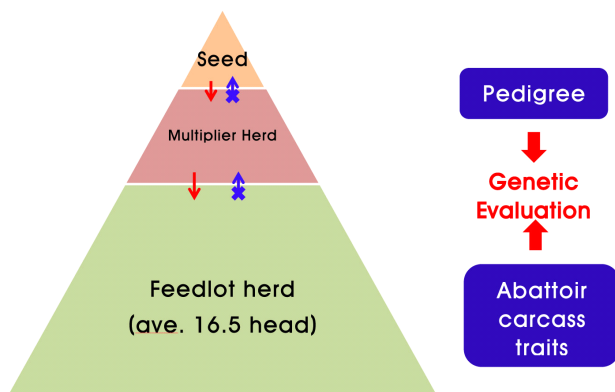 Seed
Multiplier Herd
Feedlot herd
(ave. 16.5 head)
Pedigree
Genetic
Evaluation
Abattoir
carcass
traits